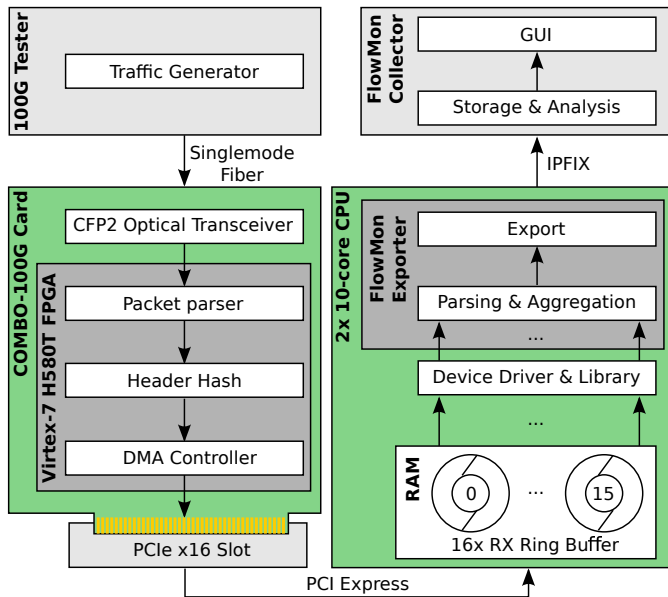 100G Tester
Traffic Generator
Singlemode
Fiber
COMBO-100G Card
CFP2 Optical Transceiver
Virtex-7 H580T FPGA
Packet parser
Header Hash
DMA Controller
PCIe x16 Slot
PCI Express
FlowMon
Collector
GUI
Storage & Analysis
IPFIX
2x 10-core CPU
FlowMon
Exporter
Export
Parsing & Aggregation
...
Device Driver & Library
...
RAM
0
...
15
16x RX Ring Buffer